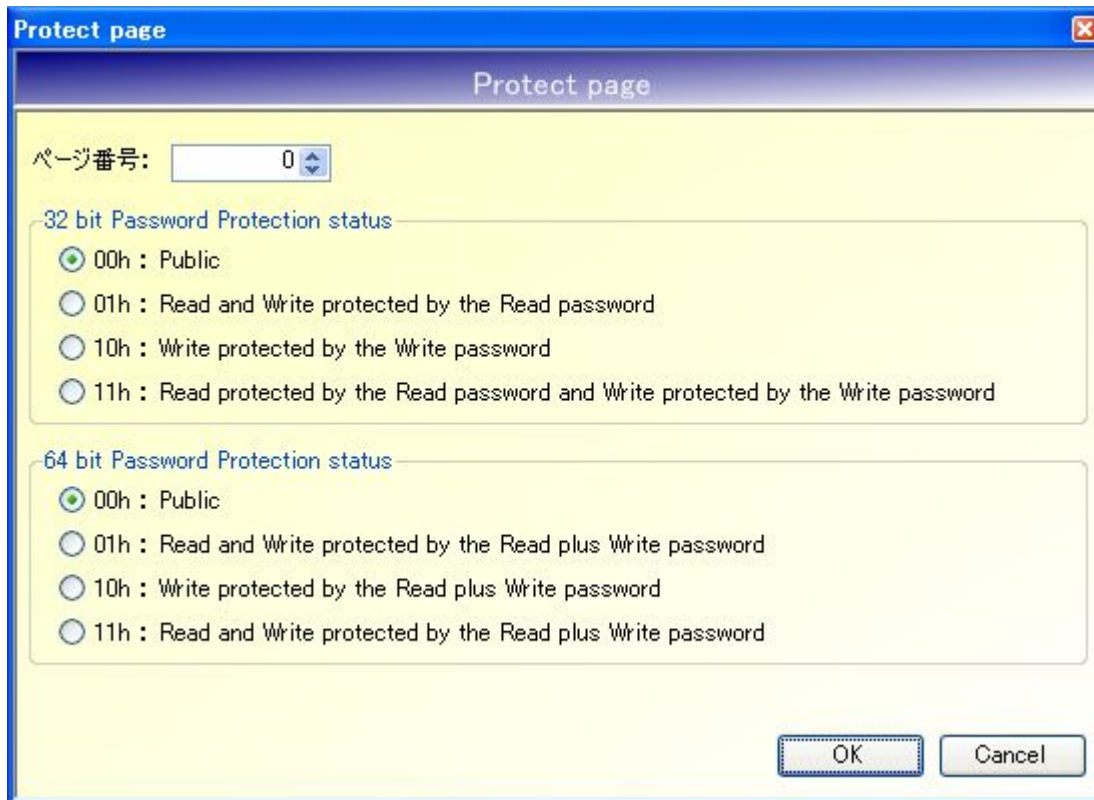 Protect page
Protect page
ページ番号: 0
32 bit Password Protection status
00h : Public
01h : Read and Write protected by the Read password
10h : Write protected by the Write password
11h : Read protected by the Read password and Write protected by the Write password
64 bit Password Protection status
00h : Public
01h : Read and Write protected by the Read plus Write password
10h : Write protected by the Read plus Write password
11h : Read and Write protected by the Read plus Write password
OK Cancel